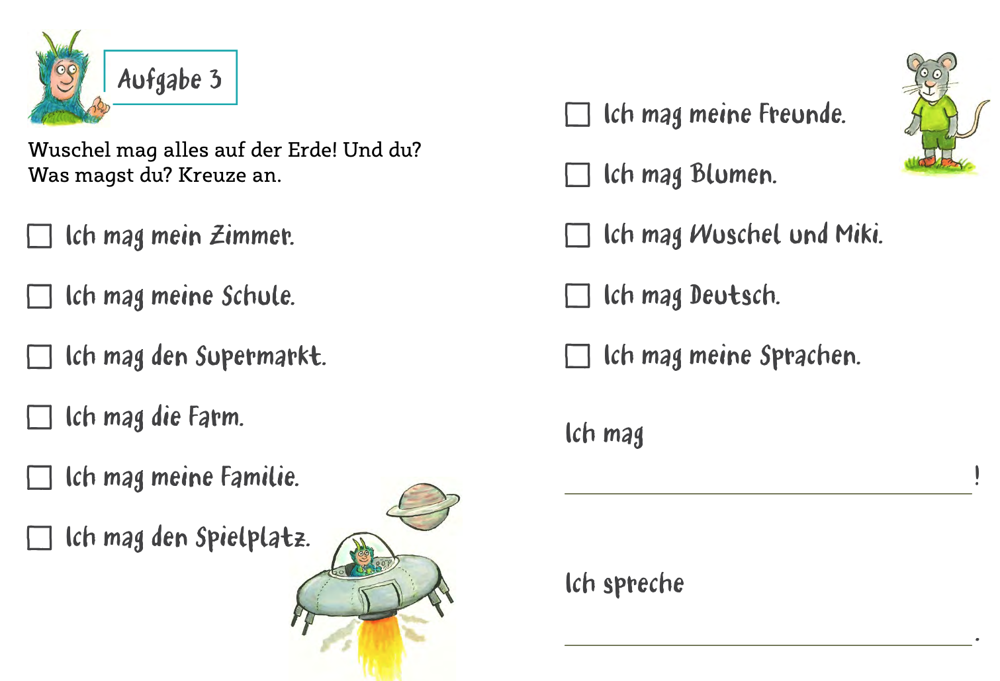 Aufgabe 3
Wuschel mag alles auf der Erde! Und du?
Was magst du? Kreuze an.
Ich mag mein Zimmer.
Ich mag meine Schule.
Ich mag den Supermarkt.
Ich mag die Farm.
Ich mag meine Familie.
Ich mag den Spielplatz.
Ich mag meine Freunde.
Ich mag Blumen.
Ich mag Wuschel und Miki.
Ich mag Deutsch.
Ich mag meine Sprachen.
Ich mag
!
Ich spreche
.